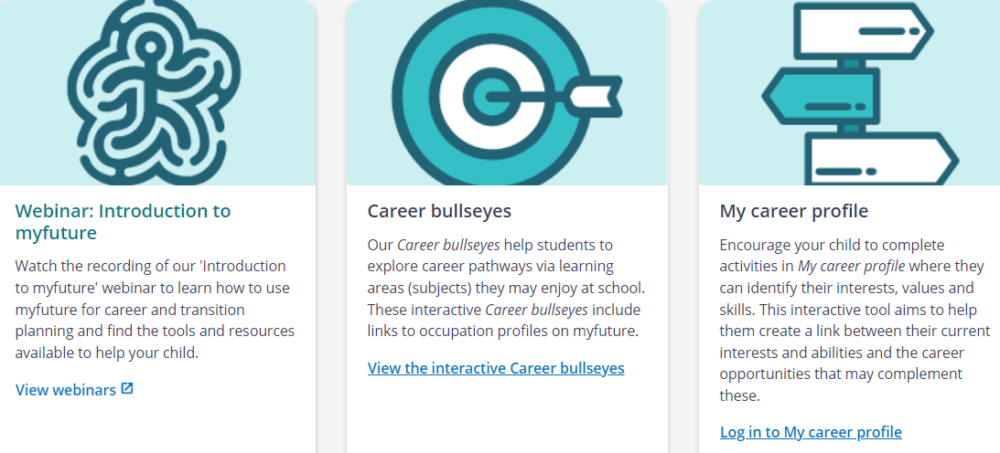 Webinar: Introduction to
myfuture
Watch the recording of our 'Introduction
to myfuture' webinar to learn how to use
myfuture for career and transition
planning and find the tools and resources
available to help your child.
View webinars
Career bullseyes
Our Career bullseyes help students to
explore career pathways via learning
areas (subjects) they may enjoy at school.
These interactive Career bullseyes include
links to occupation profiles on myfuture.
View the interactive Career bullseyes
My career profile
Encourage your child to complete
activities in My career profile where they
can identify their interests, values and
skills. This interactive tool aims to help
them create a link between their current
interests and abilities and the career
opportunities that may complement
these.
Log in to My career profile